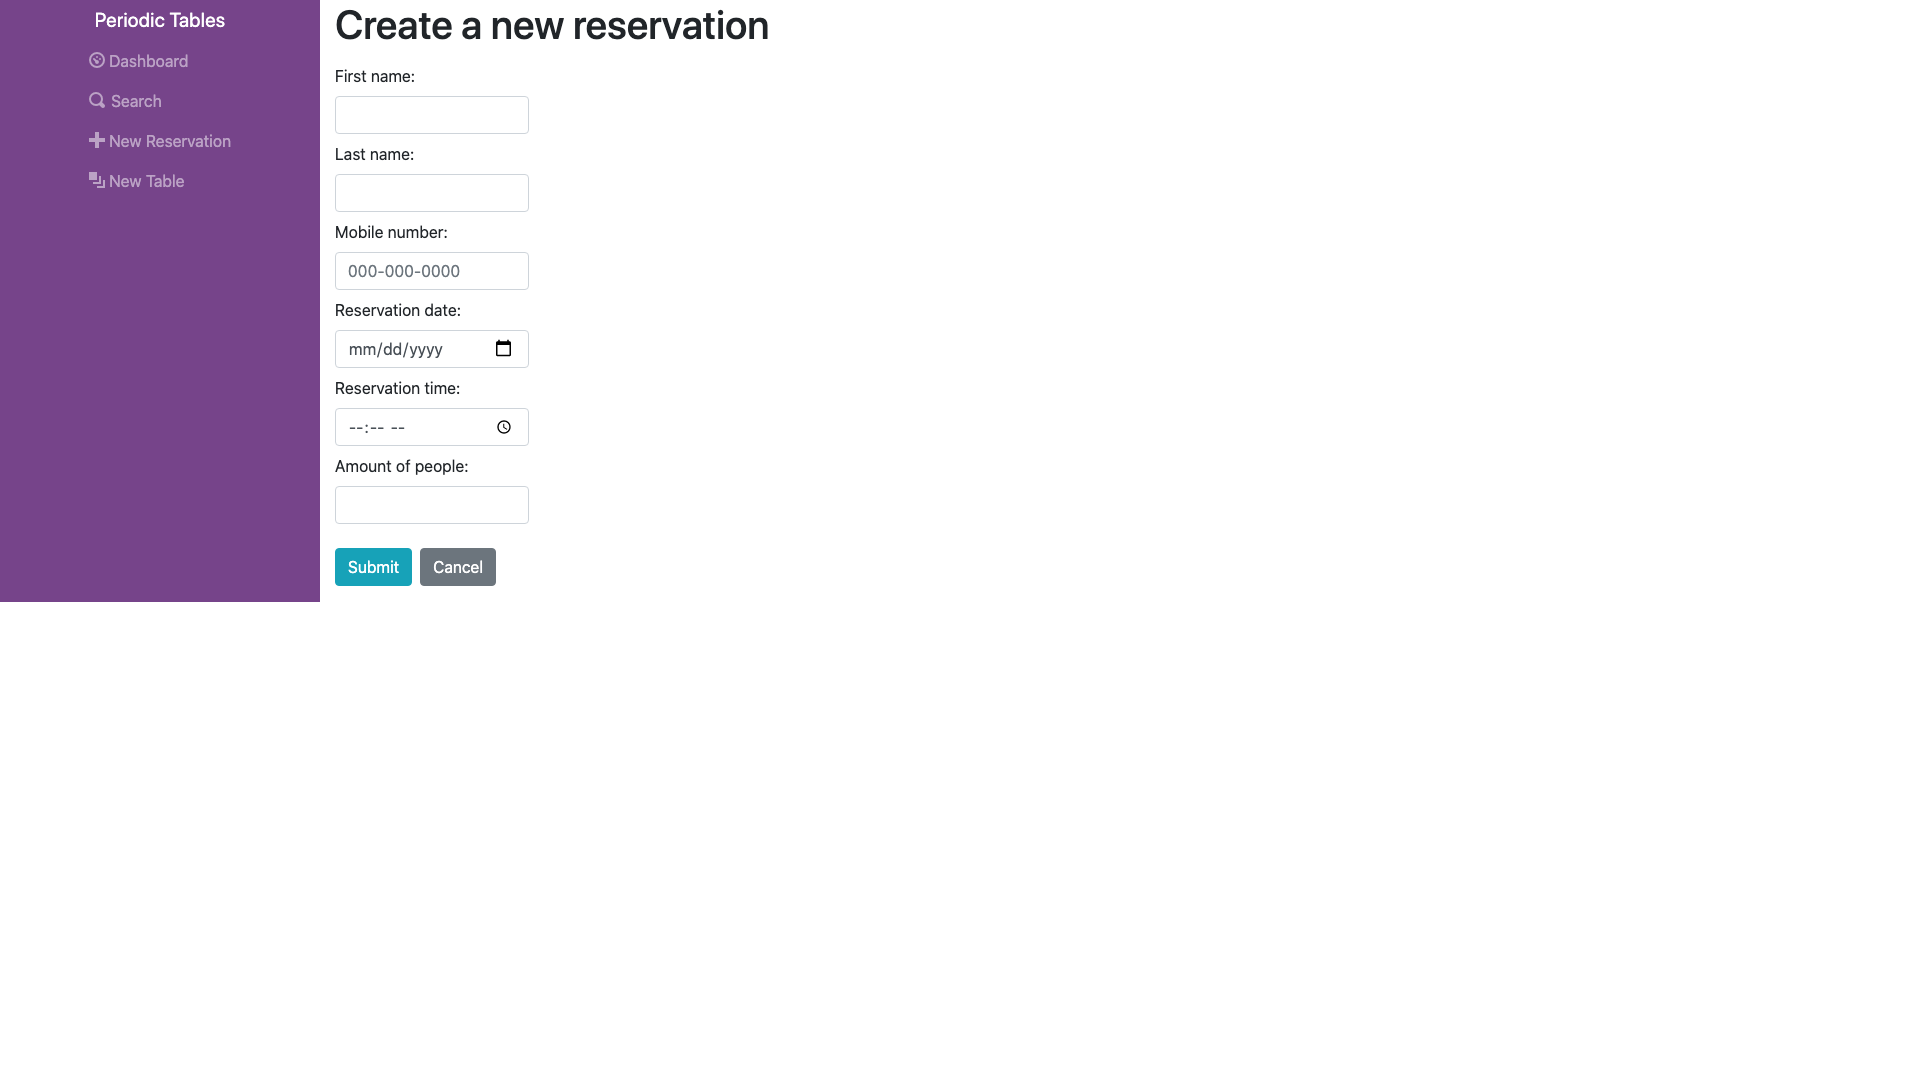 Periodic Tables
Dashboard
Search
New Reservation
New Table
Create a new reservation
First name:
Last name:
Mobile number:
000-000-0000
Reservation date:
mm/dd/yyyy
Reservation time:
--:-- --
Amount of people:
Submit Cancel